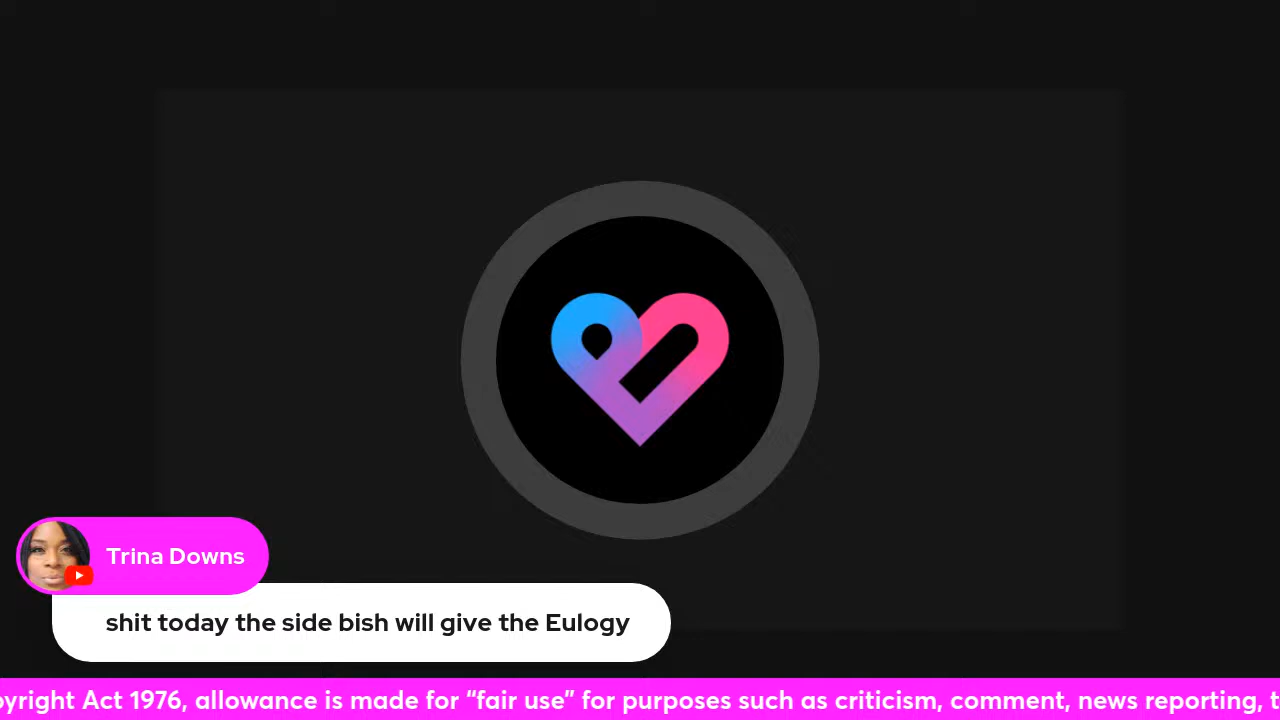 Trina Downs
shit today the side bish will give the Eulogy
pyright Act 1976, allowance is made for “fair use” for purposes such as criticism, comment, news reporting, t